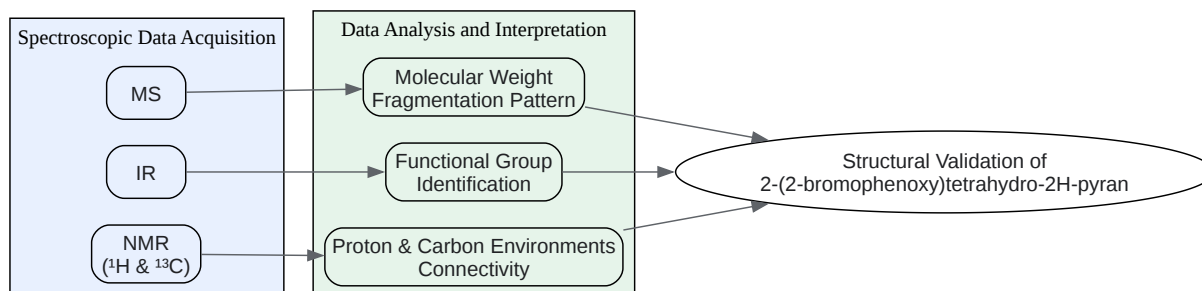 Spectroscopic Data Acquisition
MS
IR
NMR
(¹H & ¹³C)
Data Analysis and Interpretation
Molecular Weight
Fragmentation Pattern
Functional Group
Identification
Proton & Carbon Environments
Connectivity
Structural Validation of
2-(2-bromophenoxy)tetrahydro-2H-pyran